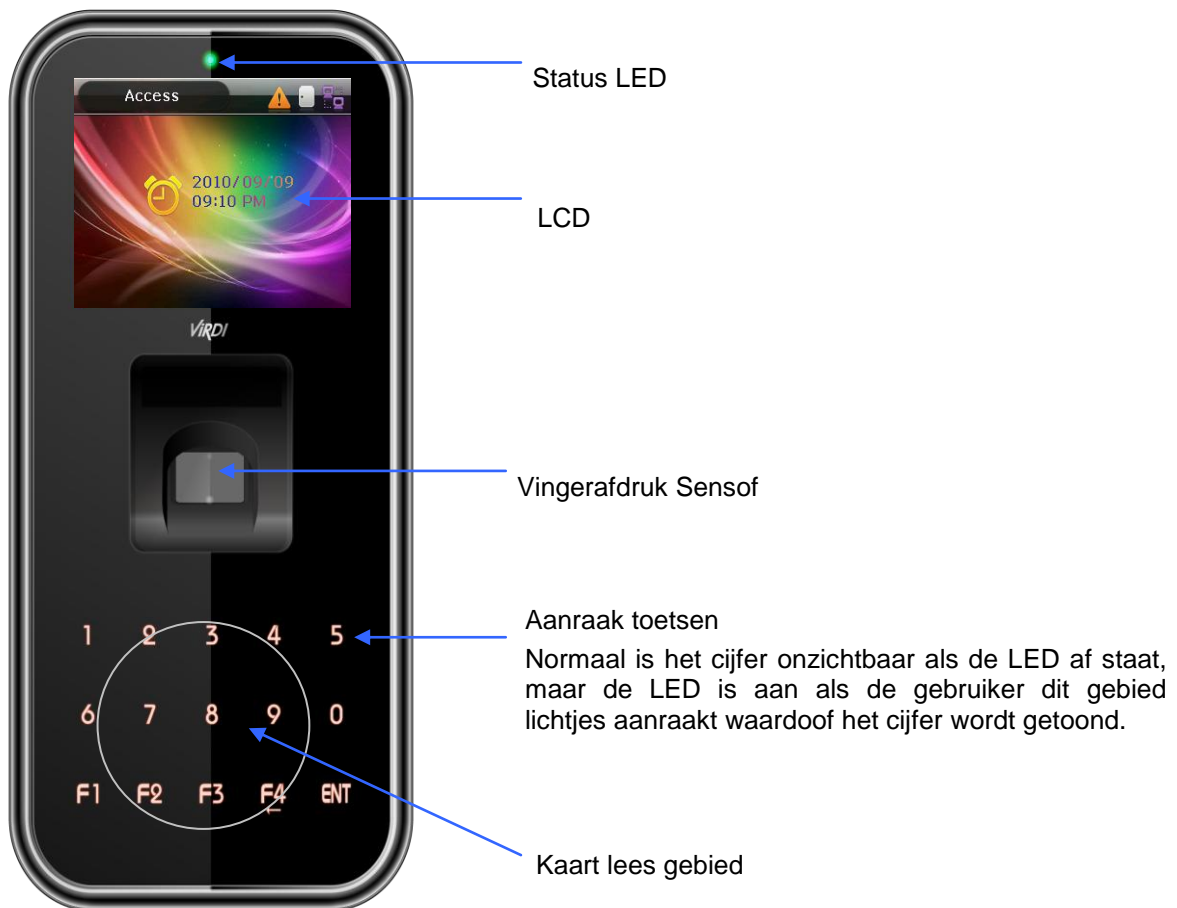 Status LED
Access
2010/09/09
09:10 PM
LCD
ViRDI
Vingerafdruk Sensof
Aanraak toetsen
Normaal is het cijfer onzichtbaar als de LED af staat,
maar de LED is aan als de gebruiker dit gebied
lichtjes aanraakt waardoof het cijfer wordt getoond.
1 2 3 4 5
6 7 8 9 0
F1 F2 F3 F4 ENT
←
Kaart lees gebied